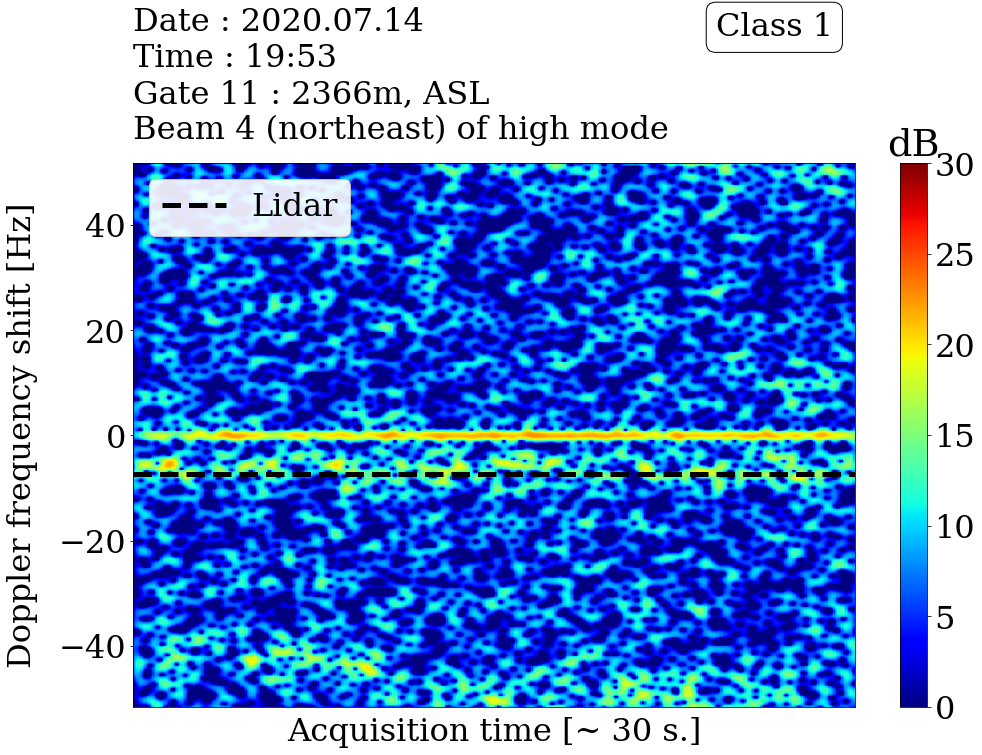 Date : 2020.07.14
Time : 19:53
Gate 11 : 2366m, ASL
Beam 4 (northeast) of high mode
Class 1
dB
Lidar
Doppler frequency shift [Hz]
40
20
0
−20
−40
30
25
20
15
10
5
0
Acquisition time [~ 30 s.]